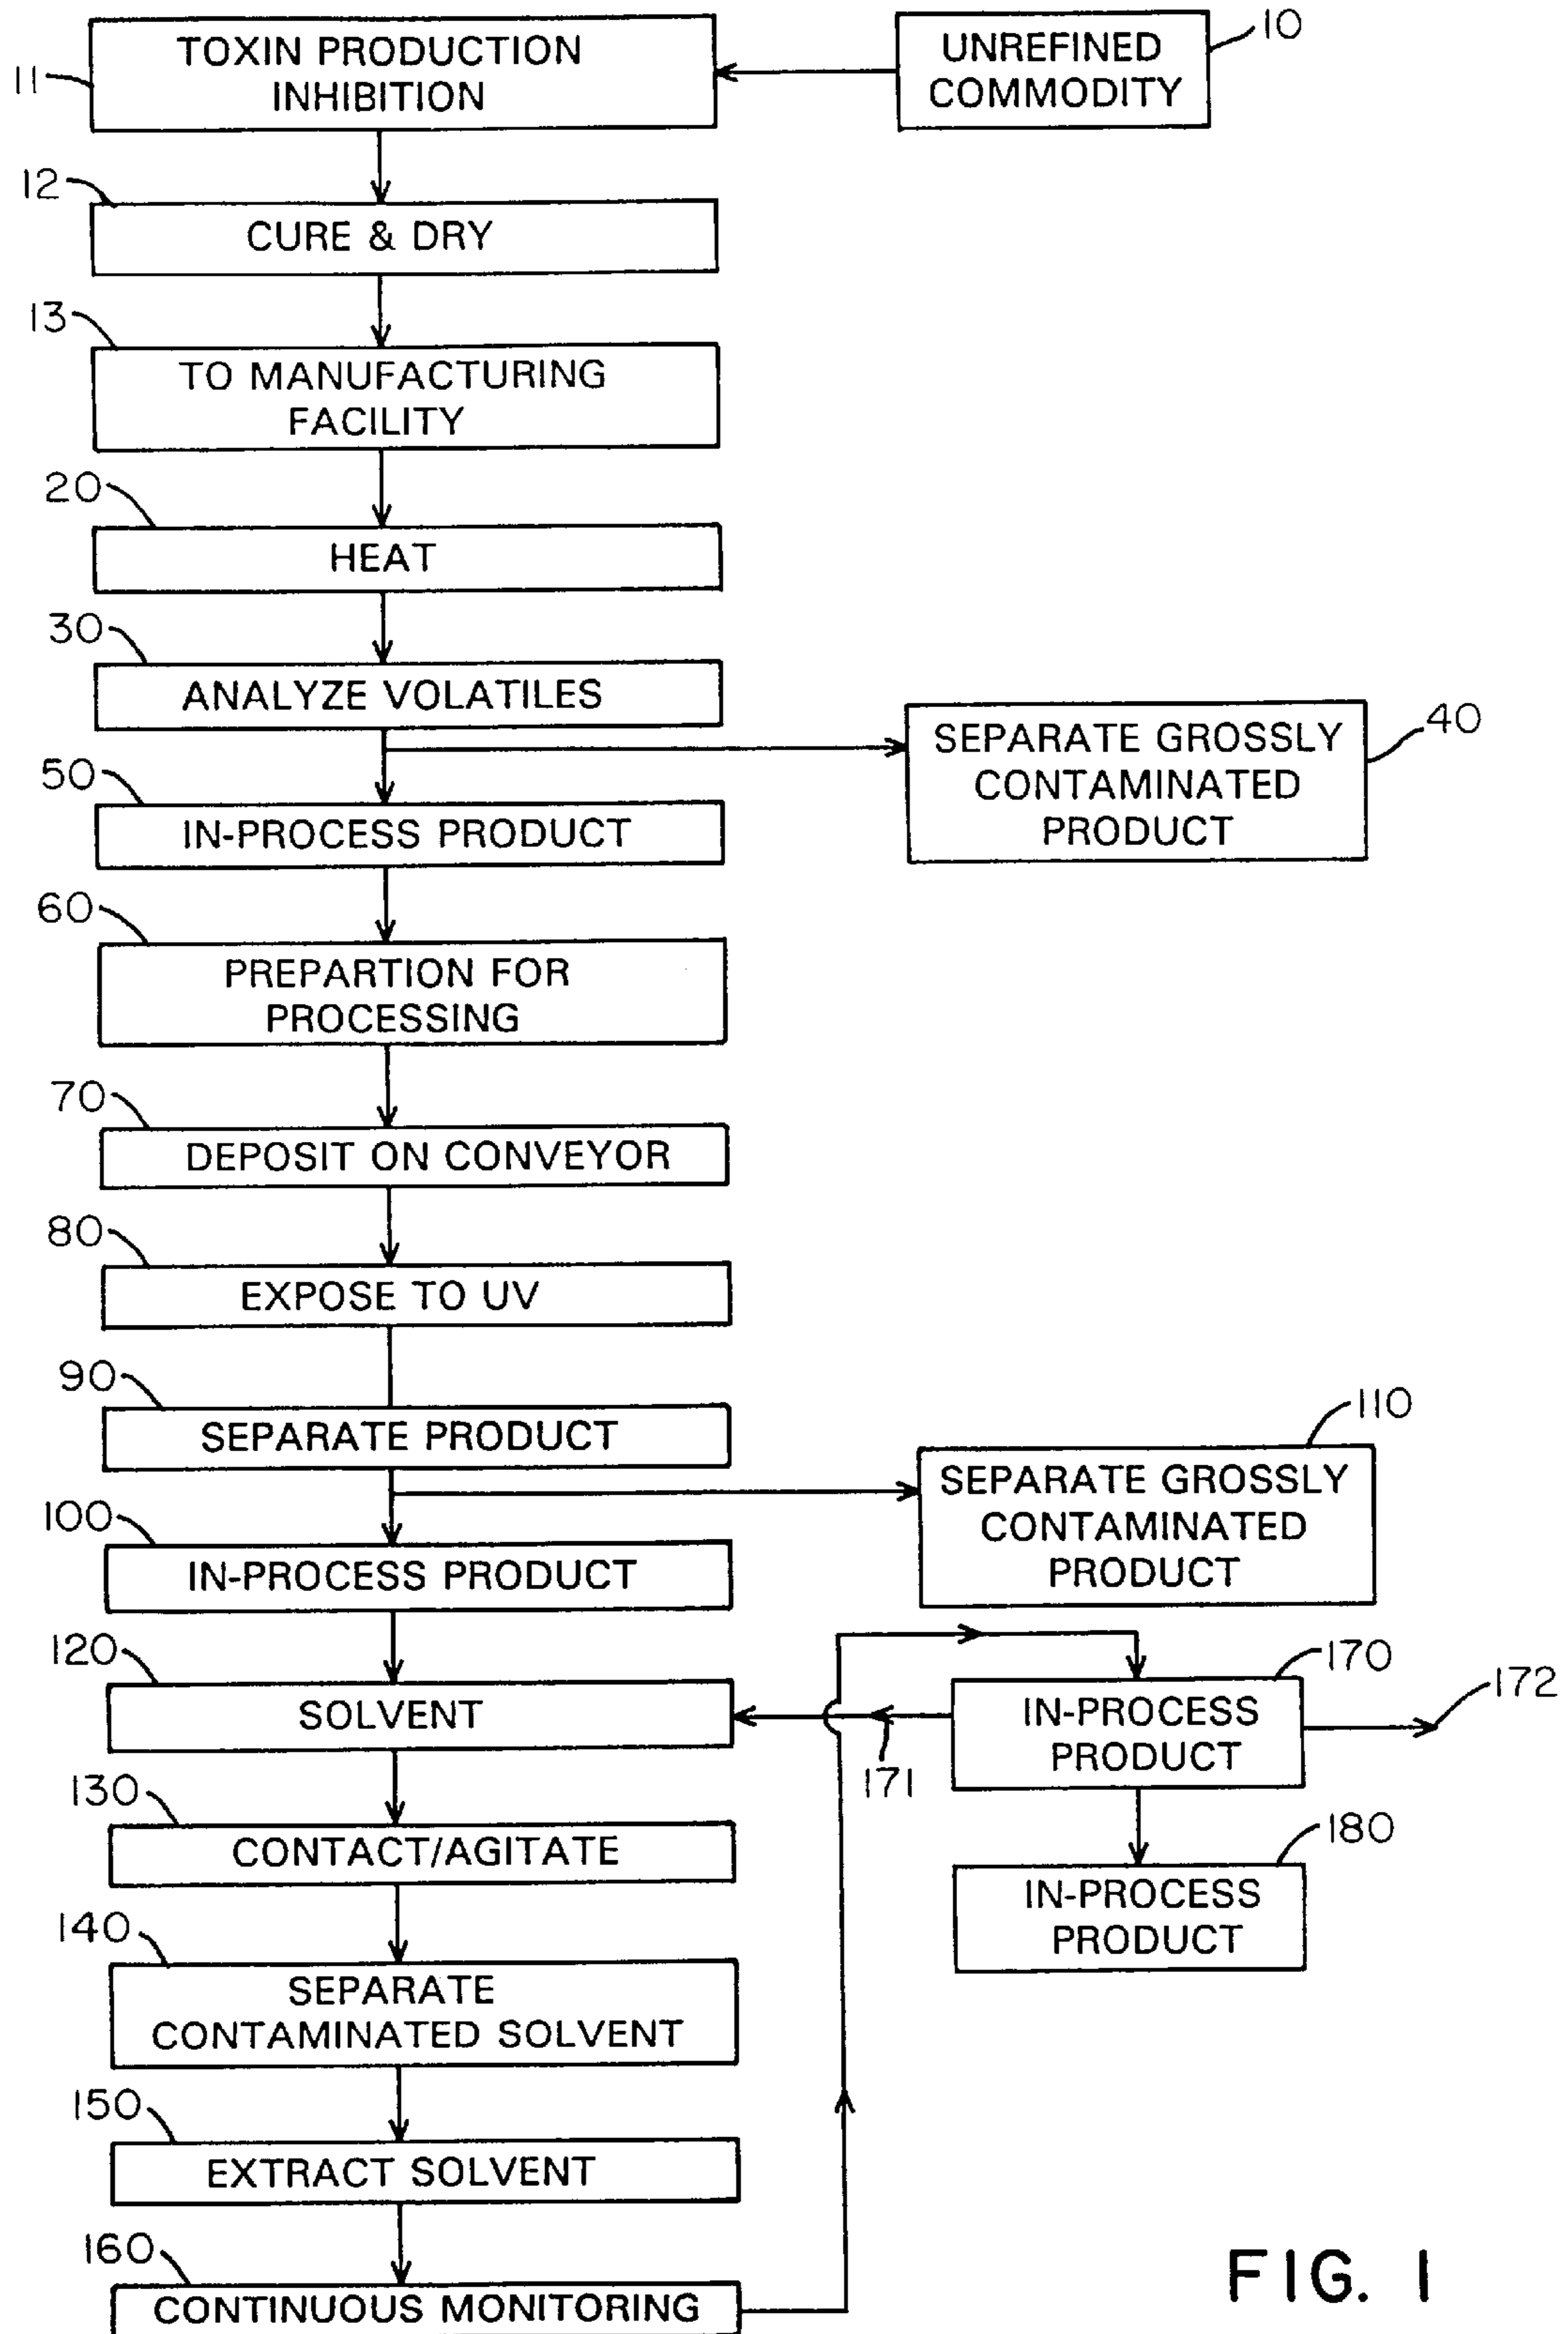 10
UNREFINED
COMMODITY
11
TOXIN PRODUCTION
INHIBITION
12
CURE & DRY
13
TO MANUFACTURING
FACILITY
20
HEAT
30
ANALYZE VOLATILES
40
SEPARATE GROSSLY
CONTAMINATED
PRODUCT
50
IN-PROCESS PRODUCT
60
PREPARTION FOR
PROCESSING
70
DEPOSIT ON CONVEYOR
80
EXPOSE TO UV
90
SEPARATE PRODUCT
110
SEPARATE GROSSLY
CONTAMINATED
PRODUCT
100
IN-PROCESS PRODUCT
120
SOLVENT
170
IN-PROCESS
PRODUCT
171
172
180
IN-PROCESS
PRODUCT
130
CONTACT/AGITATE
140
SEPARATE
CONTAMINATED SOLVENT
150
EXTRACT SOLVENT
160
CONTINUOUS MONITORING
FIG. 1